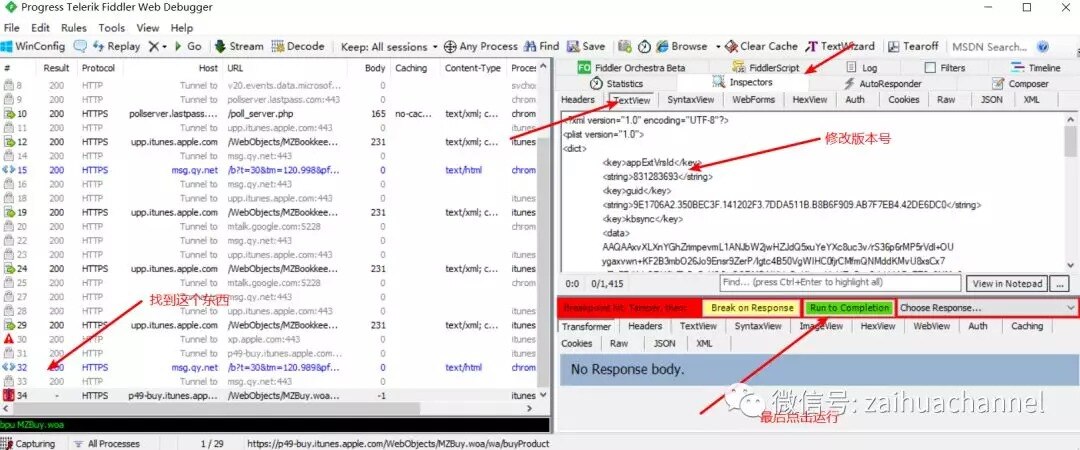 Progress Telerik Fiddler Web Debugger
File Edit Rules Tools View Help
WinConfig Replay Go Stream Decode Keep: All sessions Any Process Find Save Browse Clear Cache TextWizard Tearoff MSDN Search...
# Result Protocol Host URL Body Caching Content-Type Proces
8 200 HTTP Tunnel to v20.events.data.microsof... svchos
9 200 HTTP Tunnel to pollserver.lastpass.com:... chrom
10 200 HTTPS pollserver.lastpass.... /poll_server.php 165 no-cac... text/xml; c... chrom
11 200 HTTP Tunnel to upp.itunes.apple.com:443 itunes
12 200 HTTPS upp.itunes.apple.com /WebObjects/MZBookkee... 231 text/xml; c... itunes
14 200 HTTP Tunnel to msg.qy.net:443 chrom
15 200 HTTPS msg.qy.net /b?t=30&tm=120.998&pf... 0 text/html chrom
18 200 HTTP Tunnel to upp.itunes.apple.com:443 itunes
19 200 HTTPS upp.itunes.apple.com /WebObjects/MZBookkee... 231 text/xml; c... itunes
20 200 HTTP Tunnel to mtalk.google.com:5228 0 chrom
22 200 HTTP Tunnel to msg.qy.net:443 0 chrom
23 200 HTTP Tunnel to upp.itunes.apple.com:443 0 itunes
24 200 HTTPS upp.itunes.apple.com /WebObjects/MZBookkee... 231 text/xml; c... itunes
25 200 HTTP Tunnel to mtalk.google.com:5228 0 chrom
27 200 HTTP Tunnel to msg.qy.net:443 0 chrom
28 200 HTTP Tunnel to upp.itunes.apple.com:443 0 itunes
29 200 HTTPS upp.itunes.apple.com /WebObjects/MZBookkee... 231 text/xml; c... itunes
30 200 HTTP Tunnel to xp.apple.com:443 0 itunes
31 200 HTTP Tunnel to p49-buy.itunes.apple.com... 0 itunes
32 200 HTTPS msg.qy.net /b?t=30&tm=120.989&pf... 0 text/html chrom
33 200 HTTP Tunnel to msg.qy.net:443 0 chrom
34 - HTTPS p49-buy.itunes.app... /WebObjects/MZBuy.woa... -1 itunes
找到这个东西
bpu MZBuy.woa
Capturing All Processes 1 / 29 https://p49-buy.itunes.apple.com/WebObjects/MZBuy.woa/wa/buyProduct
Fiddler Orchestra Beta FiddlerScript Log Filters Timeline
Statistics Inspectors AutoResponder Composer
Headers TextView SyntaxView WebForms HexView Auth Cookies Raw JSON XML
<?xml version="1.0" encoding="UTF-8"?>
<plist version="1.0">
<dict>
<key>appExtVrsId</key>
<string>831283693</string>
<key>guid</key>
<string>9E1706A2.350BEC3F.141202F3.7DDA511B.B8B6F909.AB7F7EB4.42DE6DC0</string>
<key>kbsync</key>
<data>
修改版本号
0:0 0/1,415 Find... (press Ctrl+Enter to highlight all) View in Notepad ...
Breakpoint hit. Tamper, then: Break on Response Run to Completion Choose Response...
Transformer Headers TextView SyntaxView ImageView HexView WebView Auth Caching
Cookies Raw JSON XML
No Response body.
微信号: zaihuachannel
最后点击运行